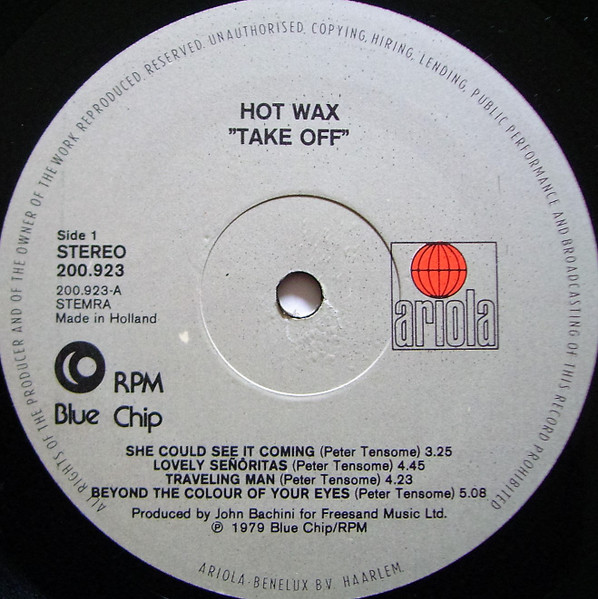 ALL RIGHTS OF THE PRODUCER AND OF THE OWNER OF THE WORK REPRODUCED RESERVED. UNAUTHORISED, COPYING, HIRING, LENDING, PUBLIC PERFORMANCE AND BROADCASTING OF THIS RECORD PROHIBITED
HOT WAX
"TAKE OFF"
Side 1
STEREO
200.923
200.923-A
STEMRA
Made in Holland
ariola
RPM
Blue Chip
SHE COULD SEE IT COMING (Peter Tensome) 3.25
LOVELY SEÑÓRITAS (Peter Tensome) 4.45
TRAVELING MAN (Peter Tensome) 4.23
BEYOND THE COLOUR OF YOUR EYES (Peter Tensome) 5.08
Produced by John Bachini for Freesand Music Ltd.
℗ 1979 Blue Chip/RPM
ARIOLA-BENELUX B.V. HAARLEM.